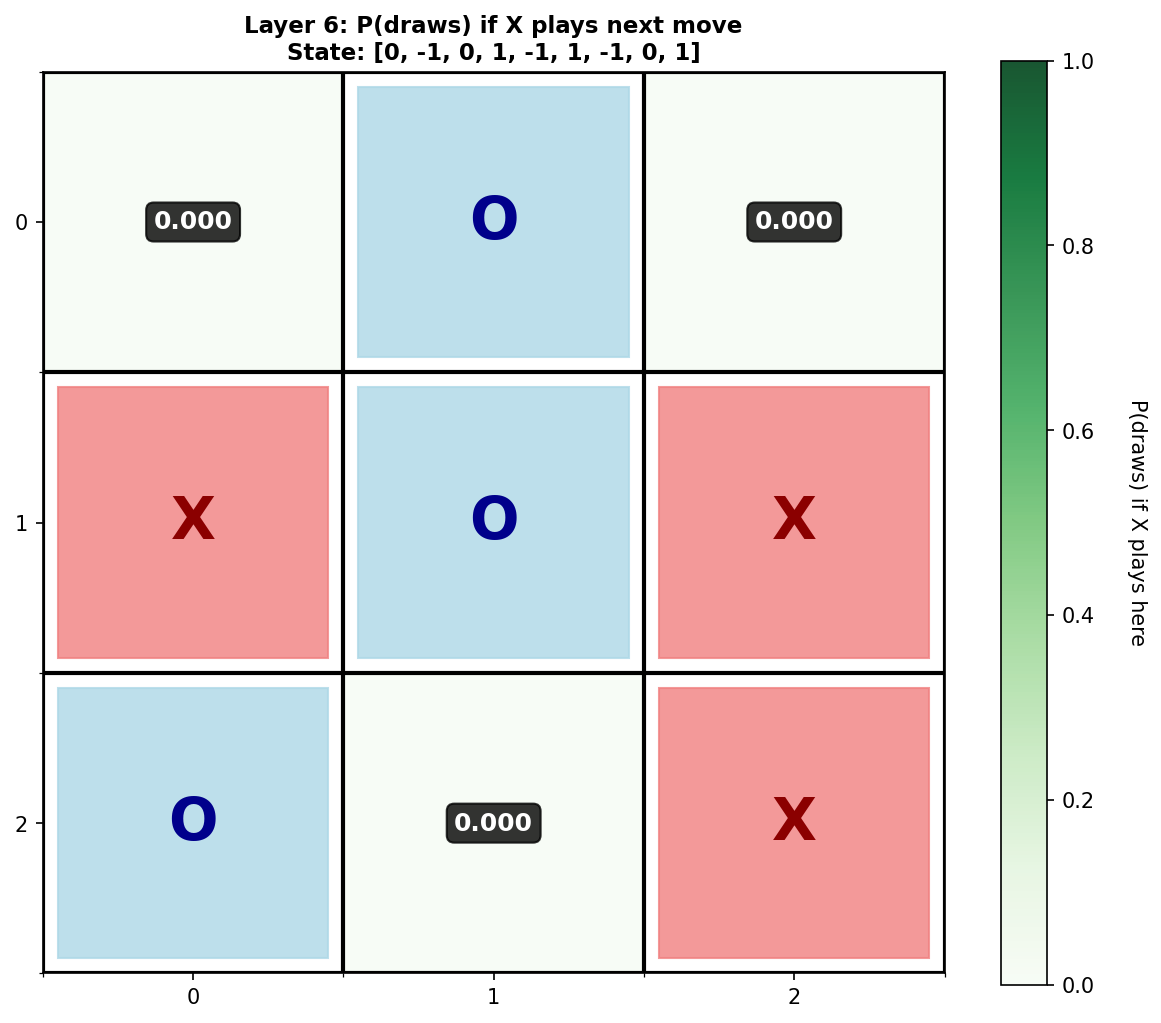 Layer 6: P(draws) if X plays next move
State: [0, -1, 0, 1, -1, 1, -1, 0, 1]
0
0.000
O
0.000
1
X
O
X
2
O
0.000
X
0
1
2
1.0
0.8
0.6
0.4
0.2
0.0
P(draws) if X plays here